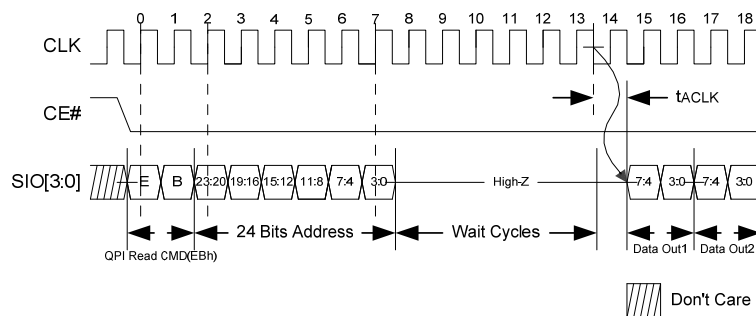 0 1 2 3 4 5 6 7 8 9 10 11 12 13 14 15 16 17 18
CLK
tACLK
CE#
SIO[3:0] E B 23:20 19:16 15:12 11:8 7:4 3:0 High-Z 7:4 3:0 7:4 3:0
24 Bits Address Wait Cycles
QPI Read CMD(EBh) Data Out1 Data Out2
Don't Care